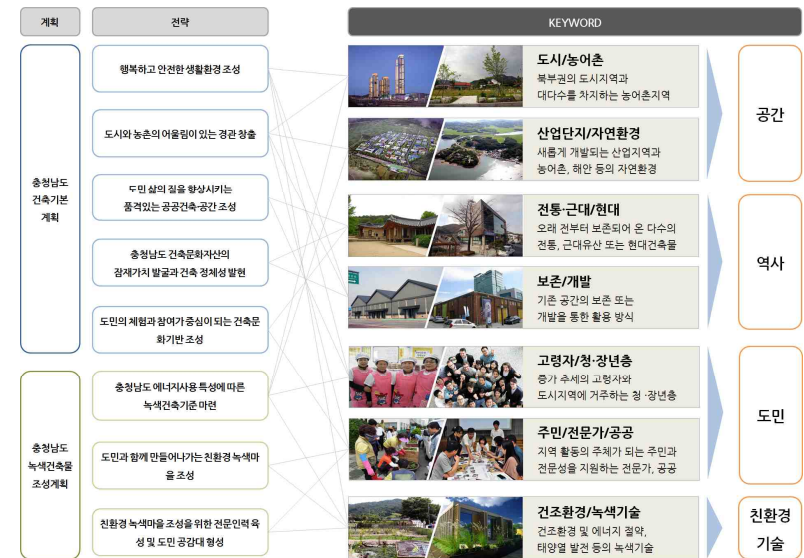 계획
전략
KEYWORD
충청남도
건축기본
계획
행복하고 안전한 생활환경 조성
도시와 농촌의 어울림이 있는 경관 창출
도민 삶의 질을 향상시키는
품격있는 공공건축·공간 조성
충청남도 건축문화자산의
잠재가치 발굴과 건축 정체성 발현
도민의 체험과 참여가 중심이 되는 건축문
화기반 조성
충청남도
녹색건축물
조성계획
충청남도 에너지사용 특성에 따른
녹색건축기준 마련
도민과 함께 만들어나가는 친환경 녹색마
을 조성
친환경 녹색마을 조성을 위한 전문인력 육
성 및 도민 공감대 형성
도시/농어촌
북부권의 도시지역과
대다수를 차지하는 농어촌지역
산업단지/자연환경
새롭게 개발되는 산업지역과
농어촌, 해안 등의 자연환경
공간
전통·근대/현대
오래 전부터 보존되어 온 다수의
전통, 근대유산 또는 현대건축물
보존/개발
기존 공간의 보존 또는
개발을 통한 활용 방식
역사
고령자/청·장년층
증가 추세의 고령자와
도시지역에 거주하는 청·장년층
주민/전문가/공공
지역 활동의 주체가 되는 주민과
전문성을 지원하는 전문가, 공공
도민
건조환경/녹색기술
건조환경 및 에너지 절약,
태양열 발전 등의 녹색기술
친환경
기술